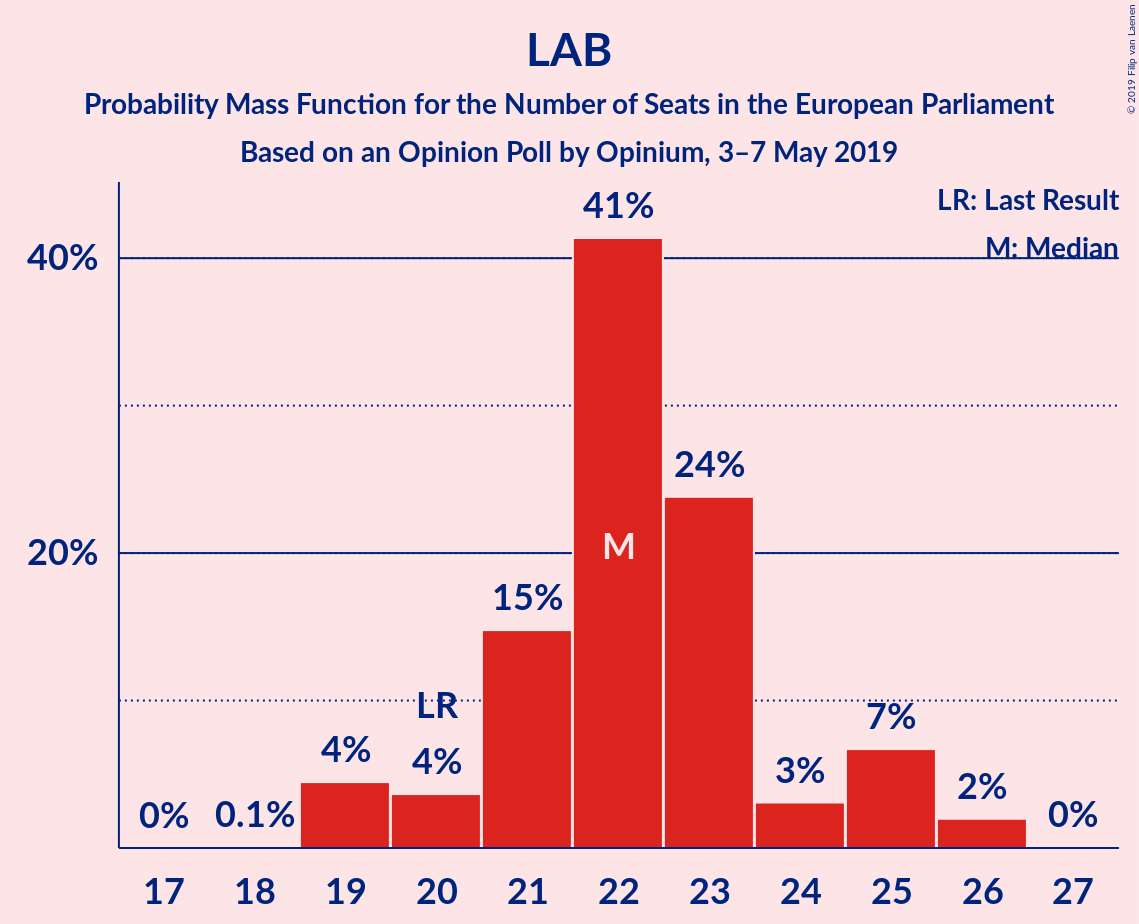 © 2019 Filip van Laenen
LAB
Probability Mass Function for the Number of Seats in the European Parliament
Based on an Opinion Poll by Opinium, 3–7 May 2019
LR: Last Result
M: Median
41%
40%
24%
20%
M
15%
LR
7%
4%
4%
3%
2%
0%
0.1%
0%
17 18 19 20 21 22 23 24 25 26 27